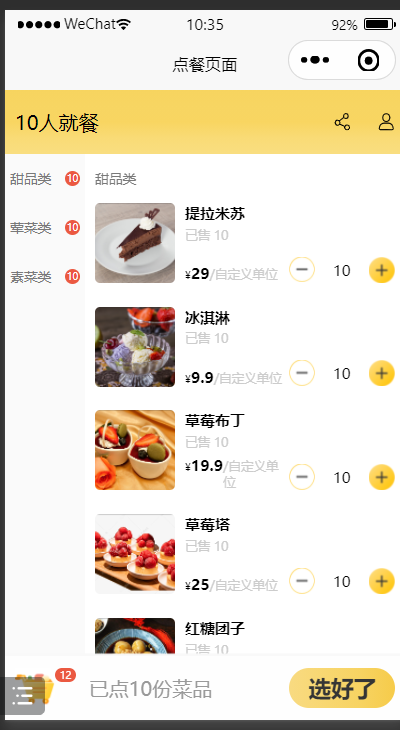 WeChat 10:35 92%
点餐页面
10人就餐
甜品类 10
荤菜类 10
素菜类 10
甜品类
提拉米苏
已售 10
¥29/自定义单位 10
冰淇淋
已售 10
¥9.9/自定义单位 10
草莓布丁
已售 10
¥19.9/自定义单
位
10
草莓塔
已售 10
¥25/自定义单位 10
红糖团子
已售 10
12 已点10份菜品 选好了